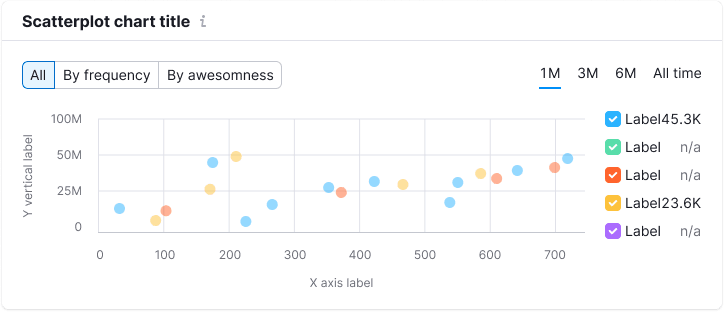 Scatterplot chart title i
All By frequency By awesomness
1M 3M 6M All time
Y vertical label
100M
50M
25M
0
0 100 200 300 400 500 600 700
X axis label
Label45.3K
Label n/a
Label n/a
Label23.6K
Label n/a